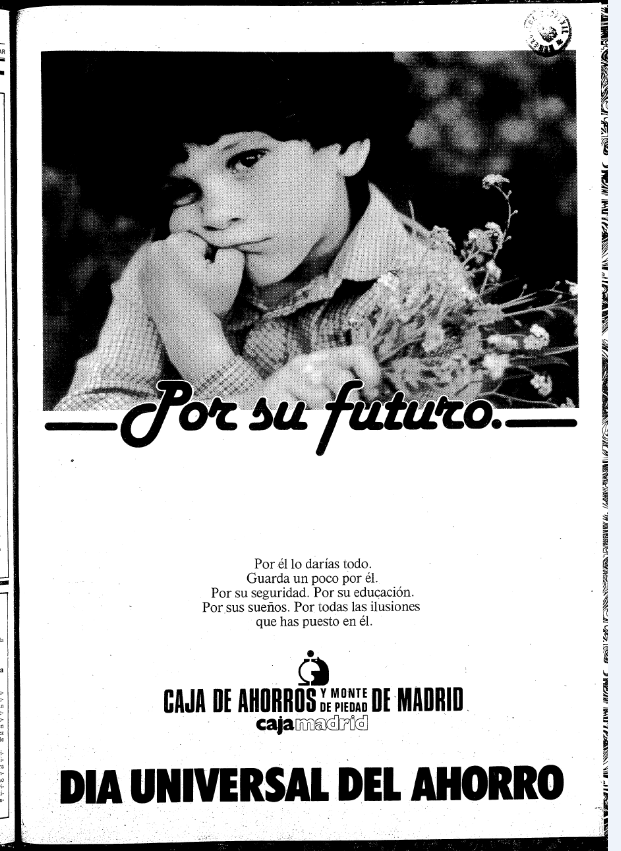 Por su futuro.
Por él lo darías todo.
Guarda un poco por él.
Por su seguridad. Por su educación.
Por sus sueños. Por todas las ilusiones
que has puesto en él.
CAJA DE AHORROS Y MONTE DE PIEDAD DE MADRID
cajamadrid
DIA UNIVERSAL DEL AHORRO